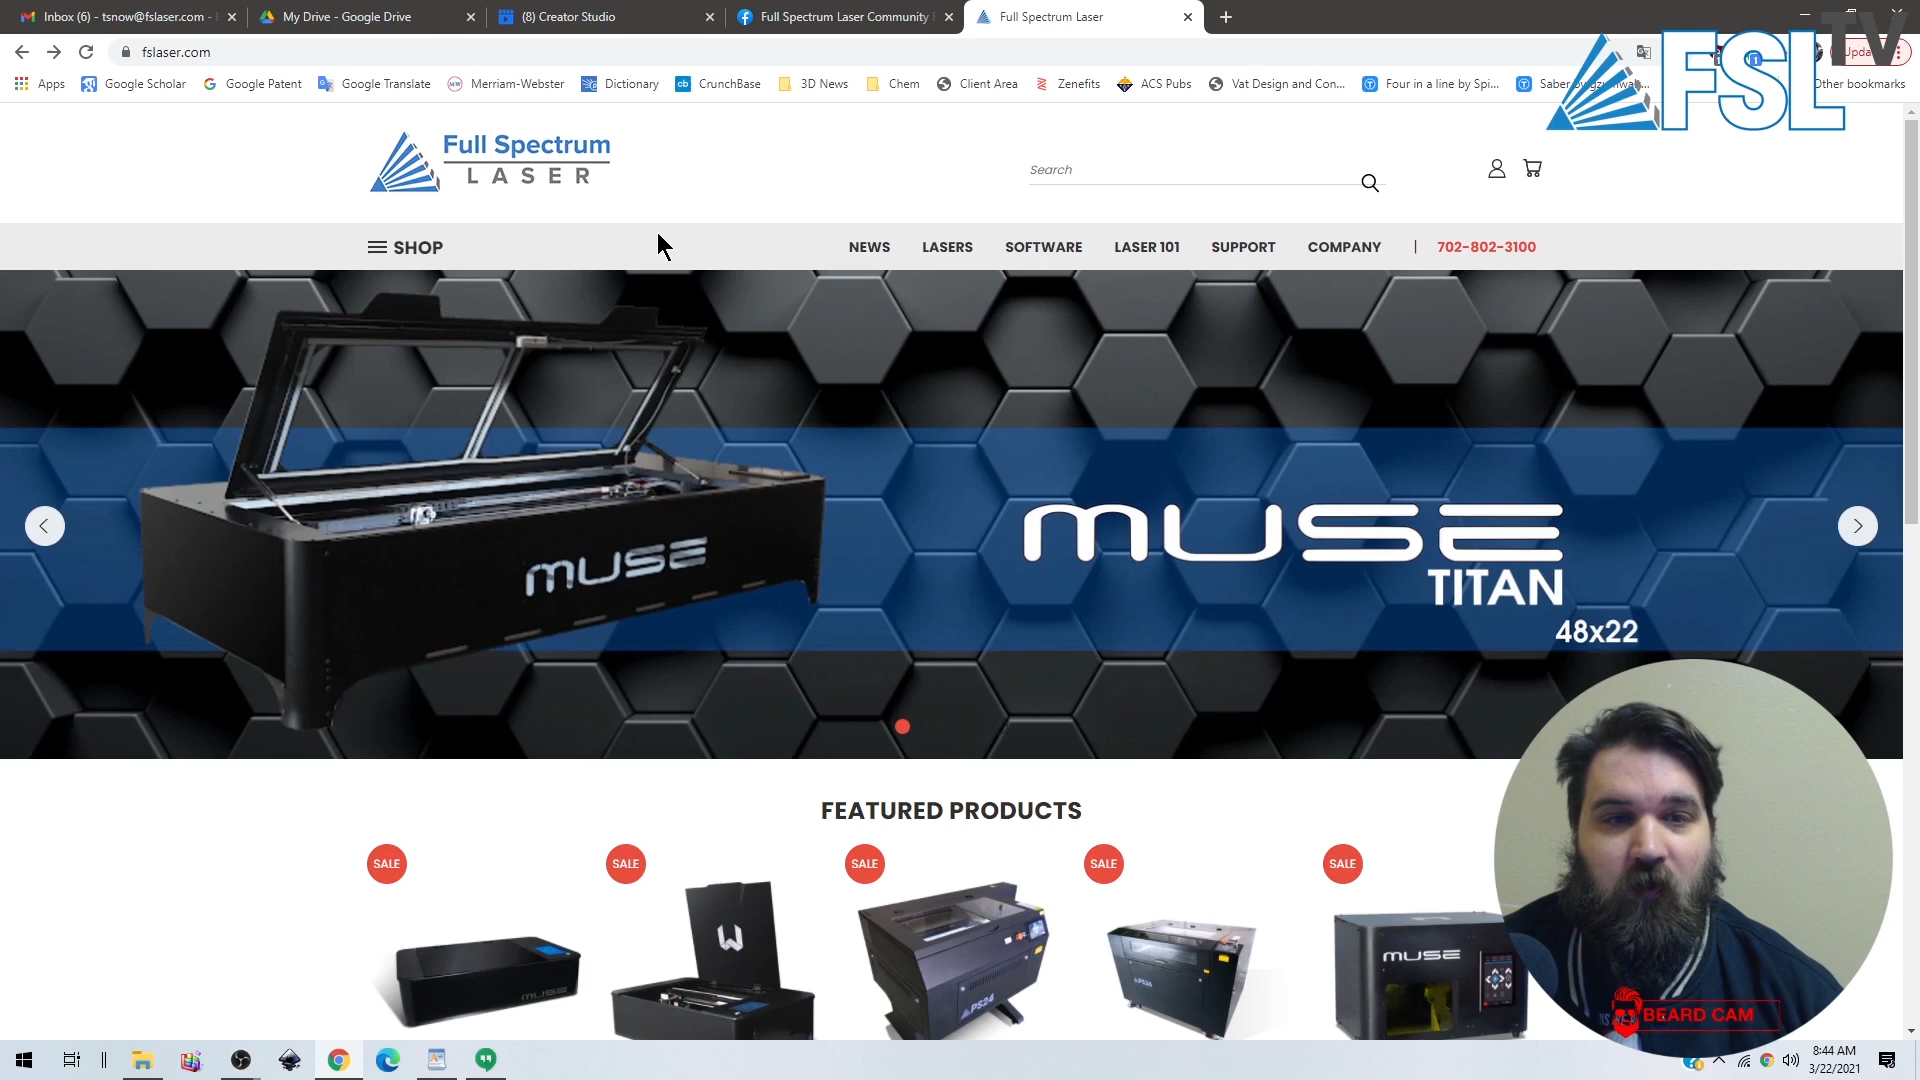 Inbox (6) - tsnow@fslaser.com -
My Drive - Google Drive
(8) Creator Studio
Full Spectrum Laser Community
Full Spectrum Laser
TV
fslaser.com
Apps
Google Scholar
Google Patent
Google Translate
Merriam-Webster
Dictionary
CrunchBase
3D News
Chem
Client Area
Zenefits
ACS Pubs
Vat Design and Con...
Four in a line by Spi...
Other bookmarks
FSL
Full Spectrum
LASER
Search
SHOP
NEWS
LASERS
SOFTWARE
LASER 101
SUPPORT
COMPANY
|
702-802-3100
MUSE
MUSE
TITAN
48x22
FEATURED PRODUCTS
SALE
SALE
SALE
SALE
SALE
MUSE
PS24
PS36
MUSE
BEARD CAM
8:44 AM
3/22/2021